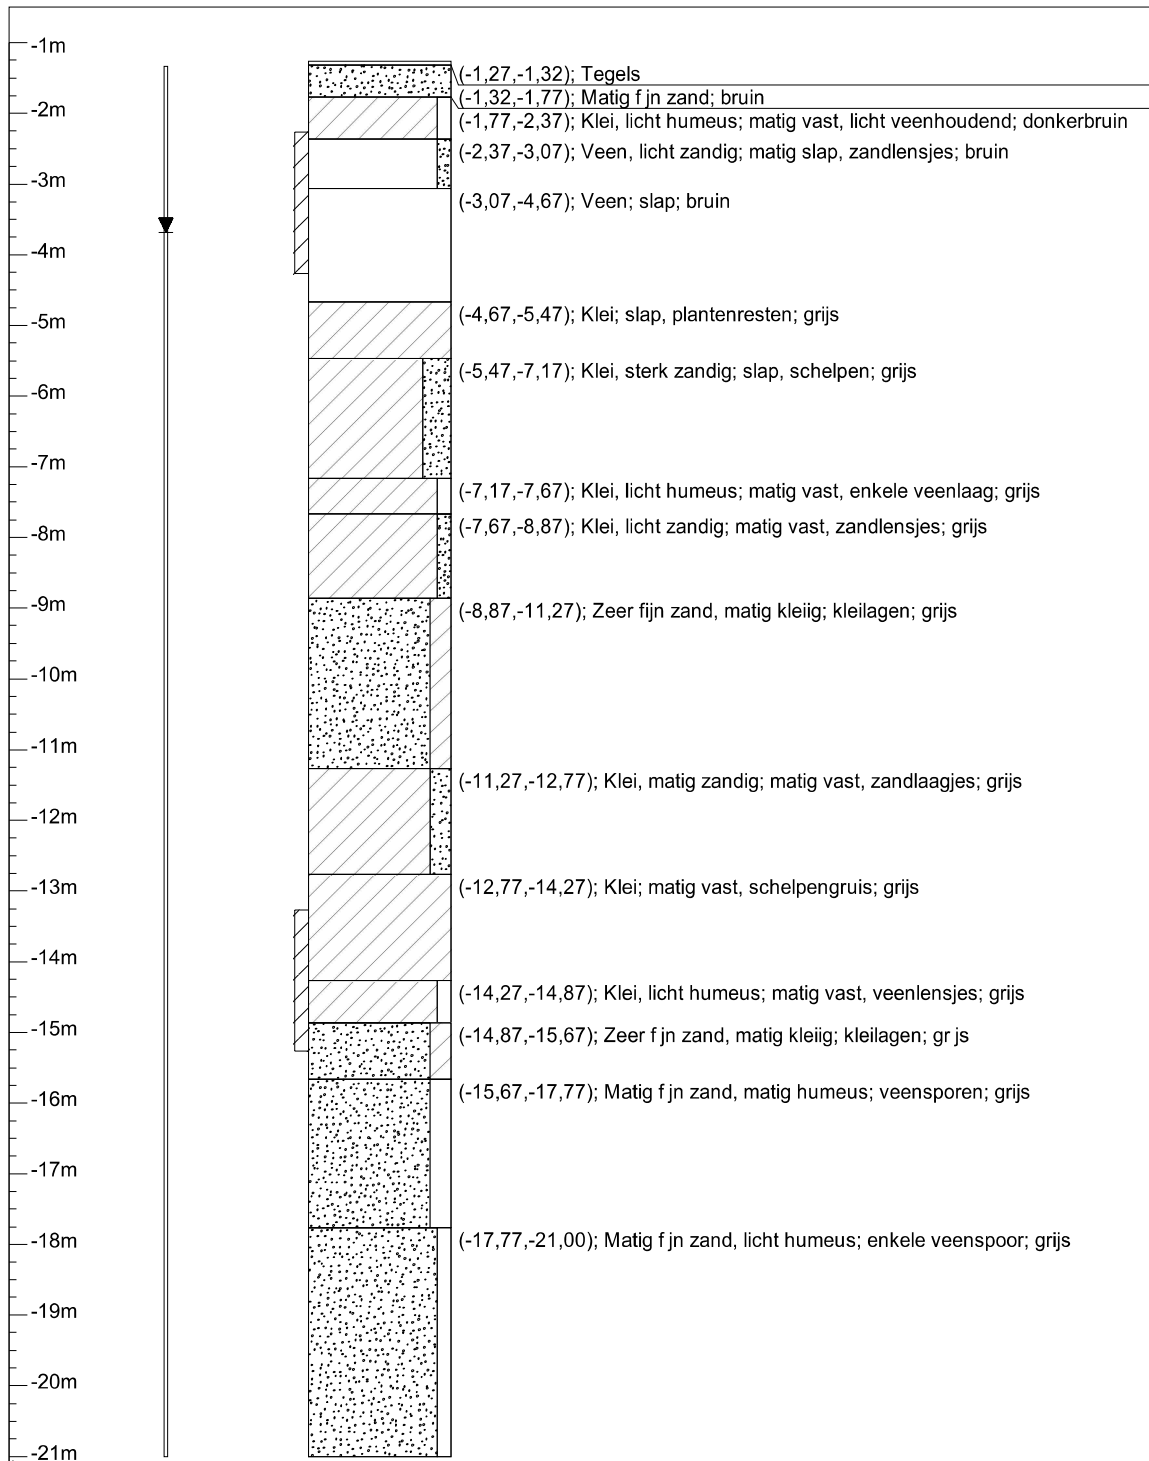 -1m
(-1,27,-1,32); Tegels
(-1,32,-1,77); Matig f jn zand; bruin
-2m
(-1,77,-2,37); Klei, licht humeus; matig vast, licht veenhoudend; donkerbruin
(-2,37,-3,07); Veen, licht zandig; matig slap, zandlensjes; bruin
-3m
(-3,07,-4,67); Veen; slap; bruin
-4m
(-4,67,-5,47); Klei; slap, plantenresten; grijs
-5m
(-5,47,-7,17); Klei, sterk zandig; slap, schelpen; grijs
-6m
-7m
(-7,17,-7,67); Klei, licht humeus; matig vast, enkele veenlaag; grijs
(-7,67,-8,87); Klei, licht zandig; matig vast, zandlensjes; grijs
-8m
-9m
(-8,87,-11,27); Zeer fijn zand, matig kleiig; kleilagen; grijs
-10m
-11m
(-11,27,-12,77); Klei, matig zandig; matig vast, zandlaagjes; grijs
-12m
-13m
(-12,77,-14,27); Klei; matig vast, schelpengruis; grijs
-14m
(-14,27,-14,87); Klei, licht humeus; matig vast, veenlensjes; grijs
-15m
(-14,87,-15,67); Zeer f jn zand, matig kleiig; kleilagen; gr js
(-15,67,-17,77); Matig f jn zand, matig humeus; veensporen; grijs
-16m
-17m
-18m
(-17,77,-21,00); Matig f jn zand, licht humeus; enkele veenspoor; grijs
-19m
-20m
-21m